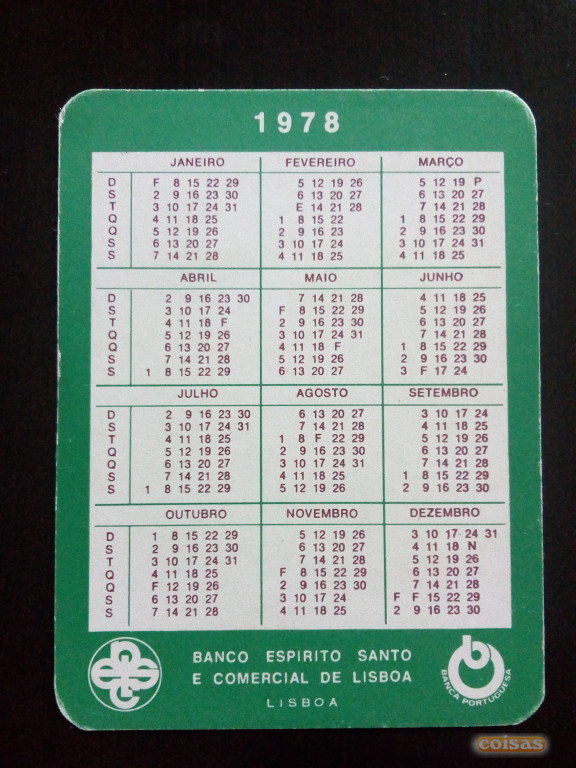 1978
JANEIRO FEVEREIRO MARÇO
D F 8 15 22 29 5 12 19 26 5 12 19 P
S 2 9 16 23 30 6 13 20 27 6 13 20 27
T 3 10 17 24 31 E 14 21 28 7 14 21 28
Q 4 11 18 25 1 8 15 22 1 8 15 22 29
Q 5 12 19 26 2 9 16 23 2 9 16 23 30
S 6 13 20 27 3 10 17 24 3 10 17 24 31
S 7 14 21 28 4 11 18 25 4 11 18 25
ABRIL MAIO JUNHO
D 2 9 16 23 30 7 14 21 28 4 11 18 25
S 3 10 17 24 F 8 15 22 29 5 12 19 26
T 4 11 18 F 2 9 16 23 30 6 13 20 27
Q 5 12 19 26 3 10 17 24 31 7 14 21 28
Q 6 13 20 27 4 11 18 F 1 8 15 22 29
S 7 14 21 28 5 12 19 26 2 9 16 23 30
S 1 8 15 22 29 6 13 20 27 3 F 17 24
JULHO AGOSTO SETEMBRO
D 2 9 16 23 30 6 13 20 27 3 10 17 24
S 3 10 17 24 31 7 14 21 28 4 11 18 25
T 4 11 18 25 1 8 F 22 29 5 12 19 26
Q 5 12 19 26 2 9 16 23 30 6 13 20 27
Q 6 13 20 27 3 10 17 24 31 7 14 21 28
S 7 14 21 28 4 11 18 25 1 8 15 22 29
S 1 8 15 22 29 5 12 19 26 2 9 16 23 30
OUTUBRO NOVEMBRO DEZEMBRO
D 1 8 15 22 29 5 12 19 26 3 10 17 24 31
S 2 9 16 23 30 6 13 20 27 4 11 18 N
T 3 10 17 24 31 7 14 21 28 5 12 19 26
Q 4 11 18 25 F 8 15 22 29 6 13 20 27
Q F 12 19 26 2 9 16 23 30 7 14 21 28
S 6 13 20 27 3 10 17 24 F F 15 22 29
S 7 14 21 28 4 11 18 25 2 9 16 23 30
BANCO ESPIRITO SANTO
E COMERCIAL DE LISBOA
LISBOA
BANCA PORTUGUESA
coisas